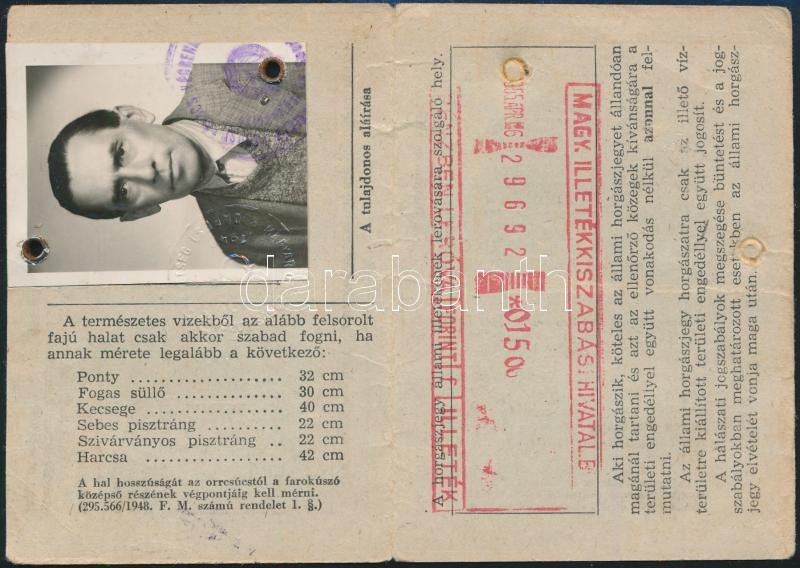 A tulajdonos aláírása
A természetes vizekből az alább felsorolt
fajú halat csak akkor szabad fogni, ha
annak mérete legalább a következő:
Ponty .................... 32 cm
Fogas süllő ............... 30 cm
Kecsege .................. 40 cm
Sebes pisztráng ............ 22 cm
Szivárványos pisztráng .. 22 cm
Harcsa ................... 42 cm
A hal hosszúságát az orrcsúcstól a farokúszó
középső részének végpontjáig kell mérni.
(295.566/1948. F. M. számú rendelet 1. §.)
A horgászjegy állami illetékének lerovására szolgáló hely.
MAGY. ILLETÉKKISZABÁSI HIVATAL.B
29692
*0150
ILLETÉK
Aki horgászik, köteles az állami horgászjegyet állandóan
magánál tartani és azt az ellenőrző közegek kívánságára a
területi engedéllyel együtt vonakodás nélkül azonnal fel-
mutatni.
Az állami horgászjegy horgászatra csak az illető víz-
területre kiállított területi engedéllyel együtt jogosít.
A halászati jogszabályok megszegése büntetést és a jog-
szabályokban meghatározott esetekben az állami horgász-
jegy elvételét vonja maga után.
darabanth